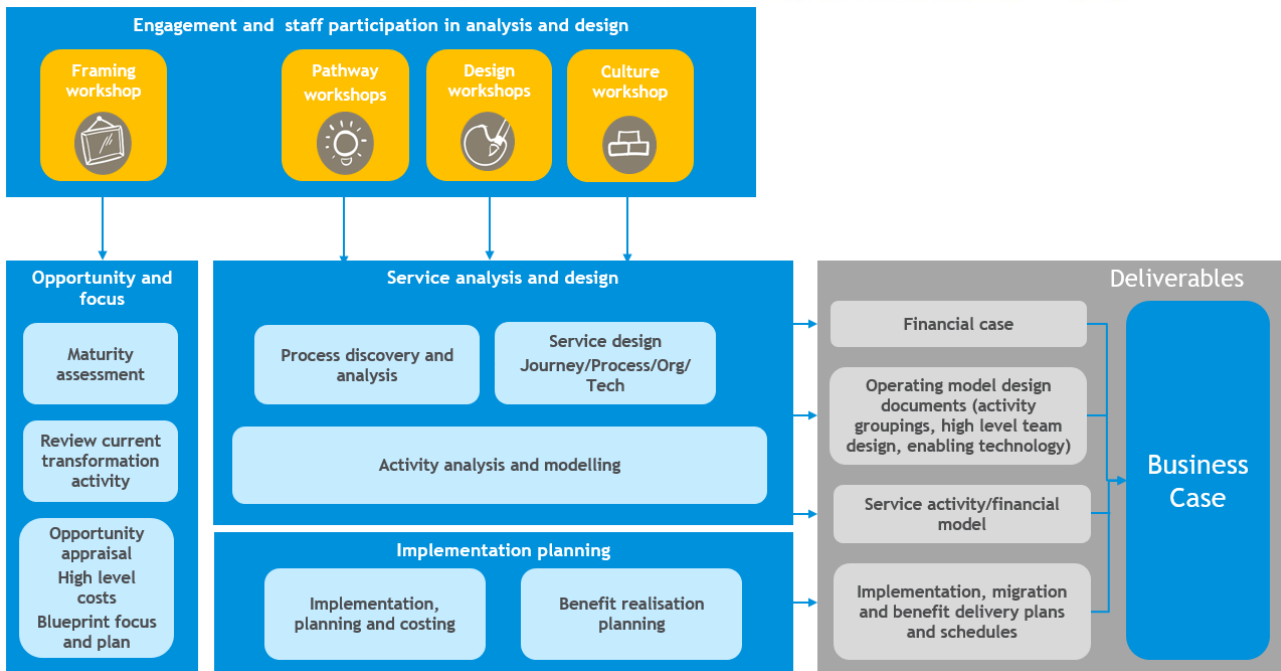 Engagement and staff participation in analysis and design
Framing
workshop
Pathway
workshops
Design
workshops
Culture
workshop
Opportunity and
focus
Maturity
assessment
Review current
transformation
activity
Opportunity
appraisal
High level
costs
Blueprint focus
and plan
Service analysis and design
Process discovery and
analysis
Service design
Journey/Process/Org/
Tech
Activity analysis and modelling
Implementation planning
Implementation,
planning and costing
Benefit realisation
planning
Deliverables
Financial case
Operating model design
documents (activity
groupings, high level team
design, enabling technology)
Service activity/financial
model
Implementation, migration
and benefit delivery plans
and schedules
Business
Case